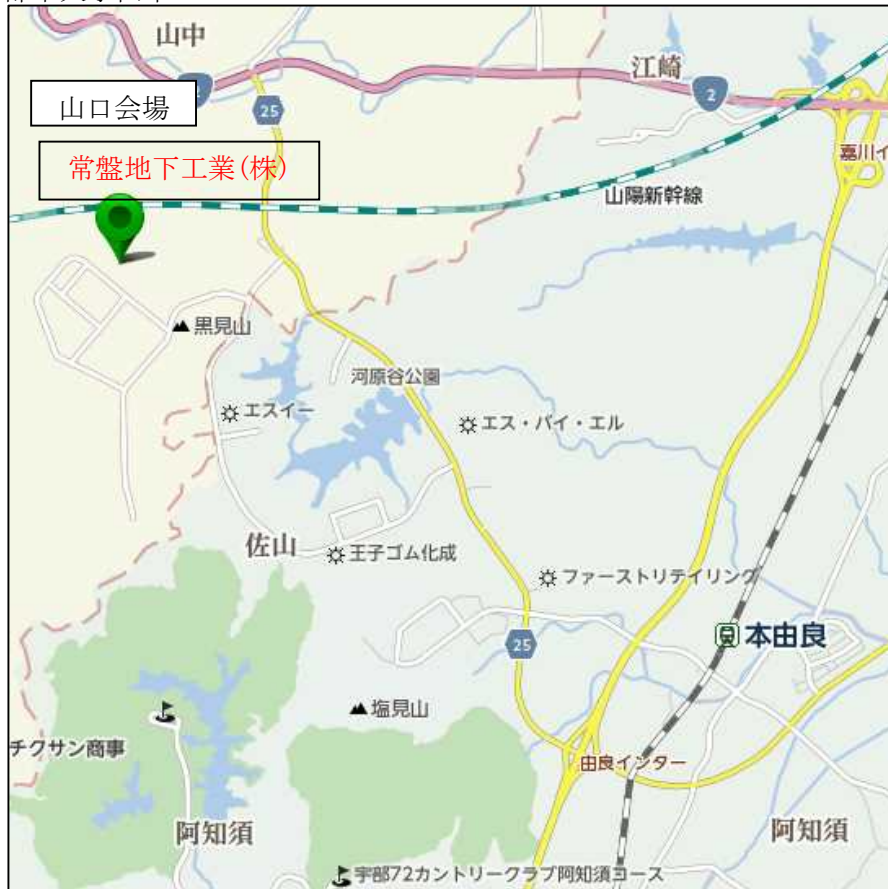 山中
江崎
2
山口会場
25
2
嘉川イ
常盤地下工業(株)
山陽新幹線
黒見山
河原谷公園
エスイー
エス・バイ・エル
佐山
王子ゴム化成
ファーストリテイリング
25
本由良
塩見山
チクサン商事
由良インター
阿知須
阿知須
宇部72カントリークラブ阿知須コース